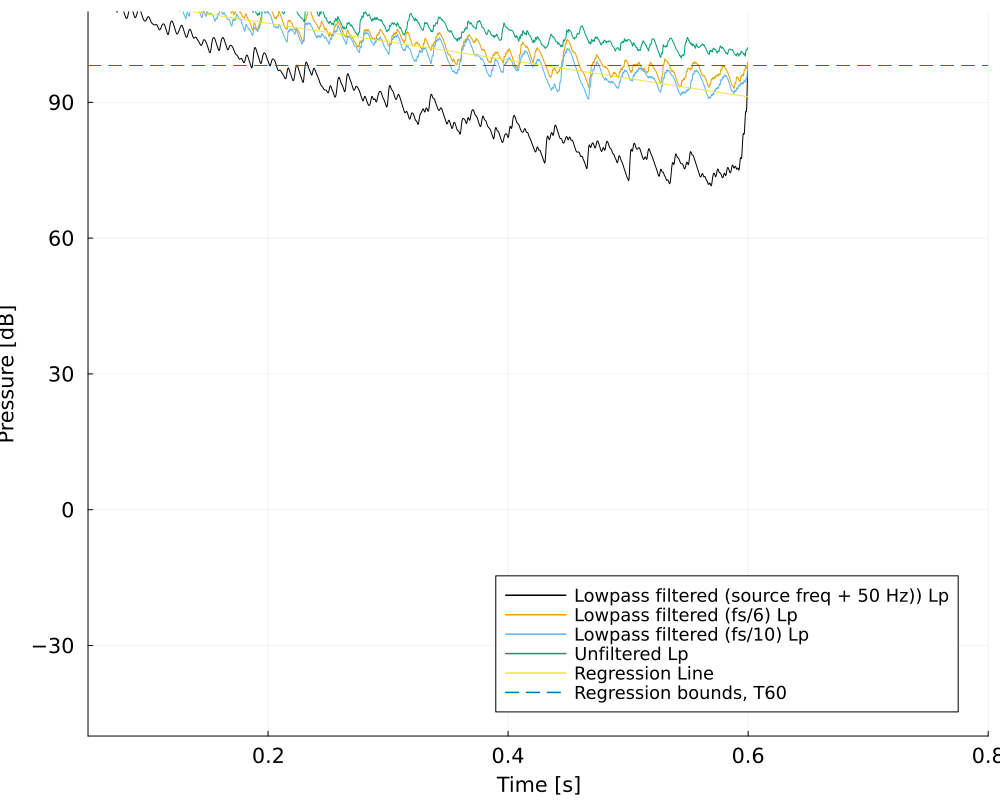 90
60
30
0
−30
Pressure [dB]
Lowpass filtered (source freq + 50 Hz)) Lp
Lowpass filtered (fs/6) Lp
Lowpass filtered (fs/10) Lp
Unfiltered Lp
Regression Line
Regression bounds, T60
0.2
0.4
0.6
0.8
Time [s]